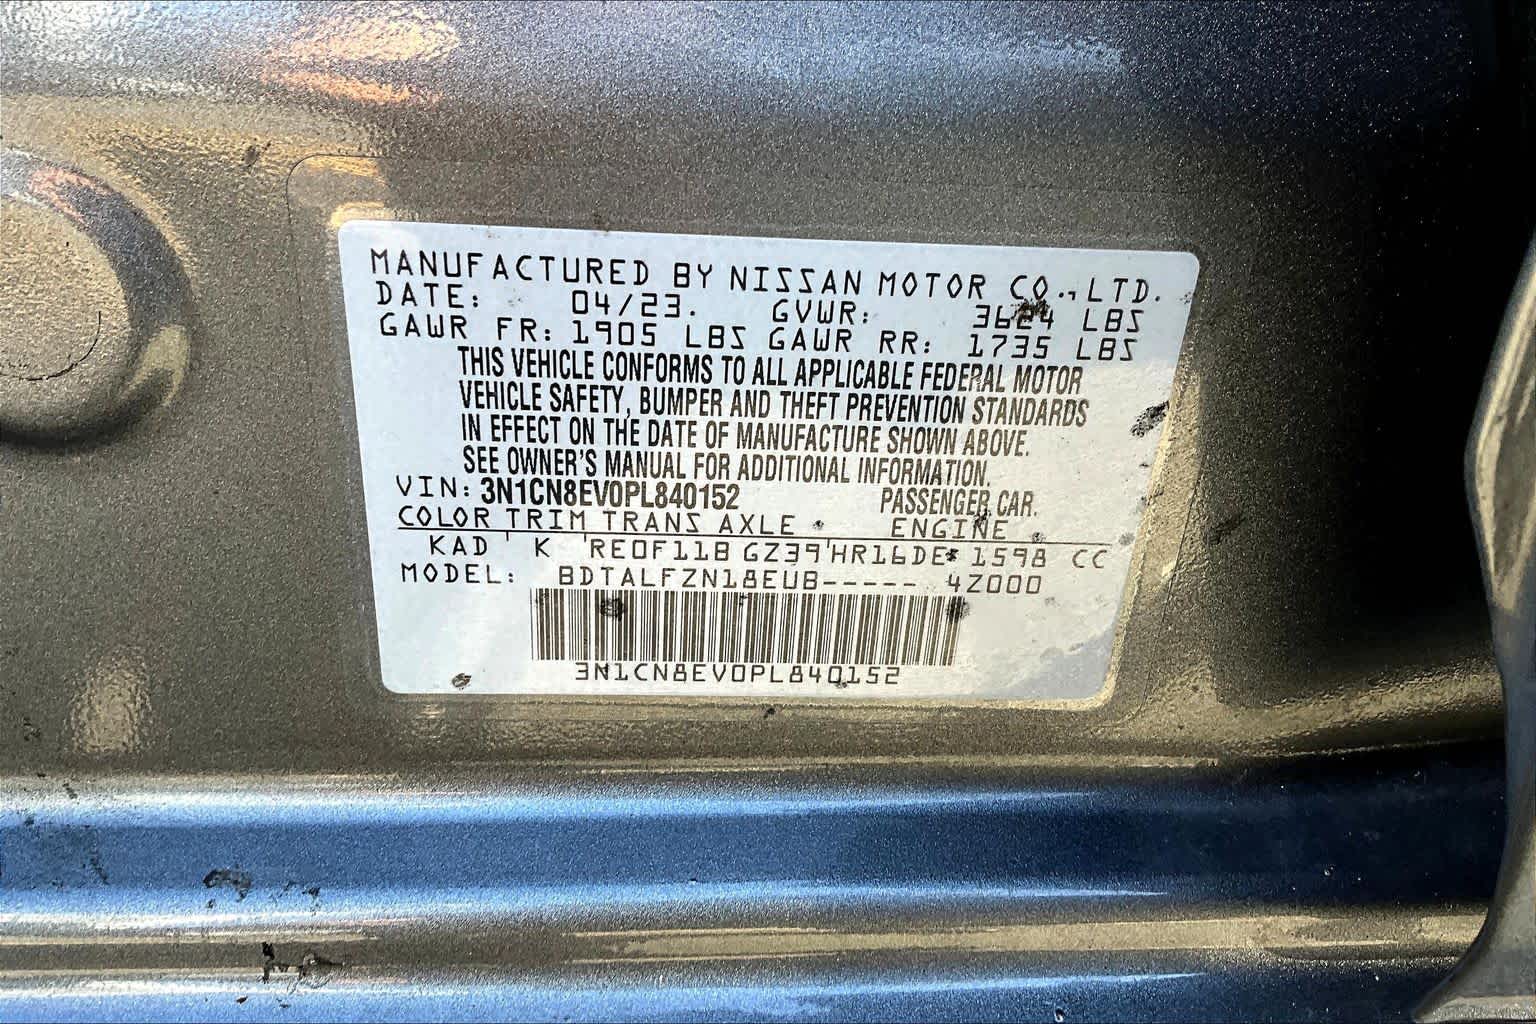 MANUFACTURED BY NISSAN MOTOR CO., LTD.
DATE: 04/23. GVWR: 3624 LBS
GAWR FR: 1905 LBS GAWR RR: 1735 LBS
THIS VEHICLE CONFORMS TO ALL APPLICABLE FEDERAL MOTOR
VEHICLE SAFETY, BUMPER AND THEFT PREVENTION STANDARDS
IN EFFECT ON THE DATE OF MANUFACTURE SHOWN ABOVE.
SEE OWNER'S MANUAL FOR ADDITIONAL INFORMATION.
VIN: 3N1CN8EV0PL840152 PASSENGER CAR.
COLOR TRIM TRANS AXLE ENGINE
KAD ' K 'RE0F11B GZ39'HR16DE 1598 CC
MODEL: BDTALFZN18EUB----- 4Z000
3N1CN8EV0PL840152